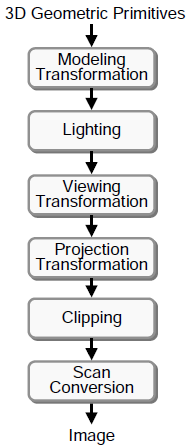 3D Geometric Primitives
Modeling
Transformation
Lighting
Viewing
Transformation
Projection
Transformation
Clipping
Scan
Conversion
Image